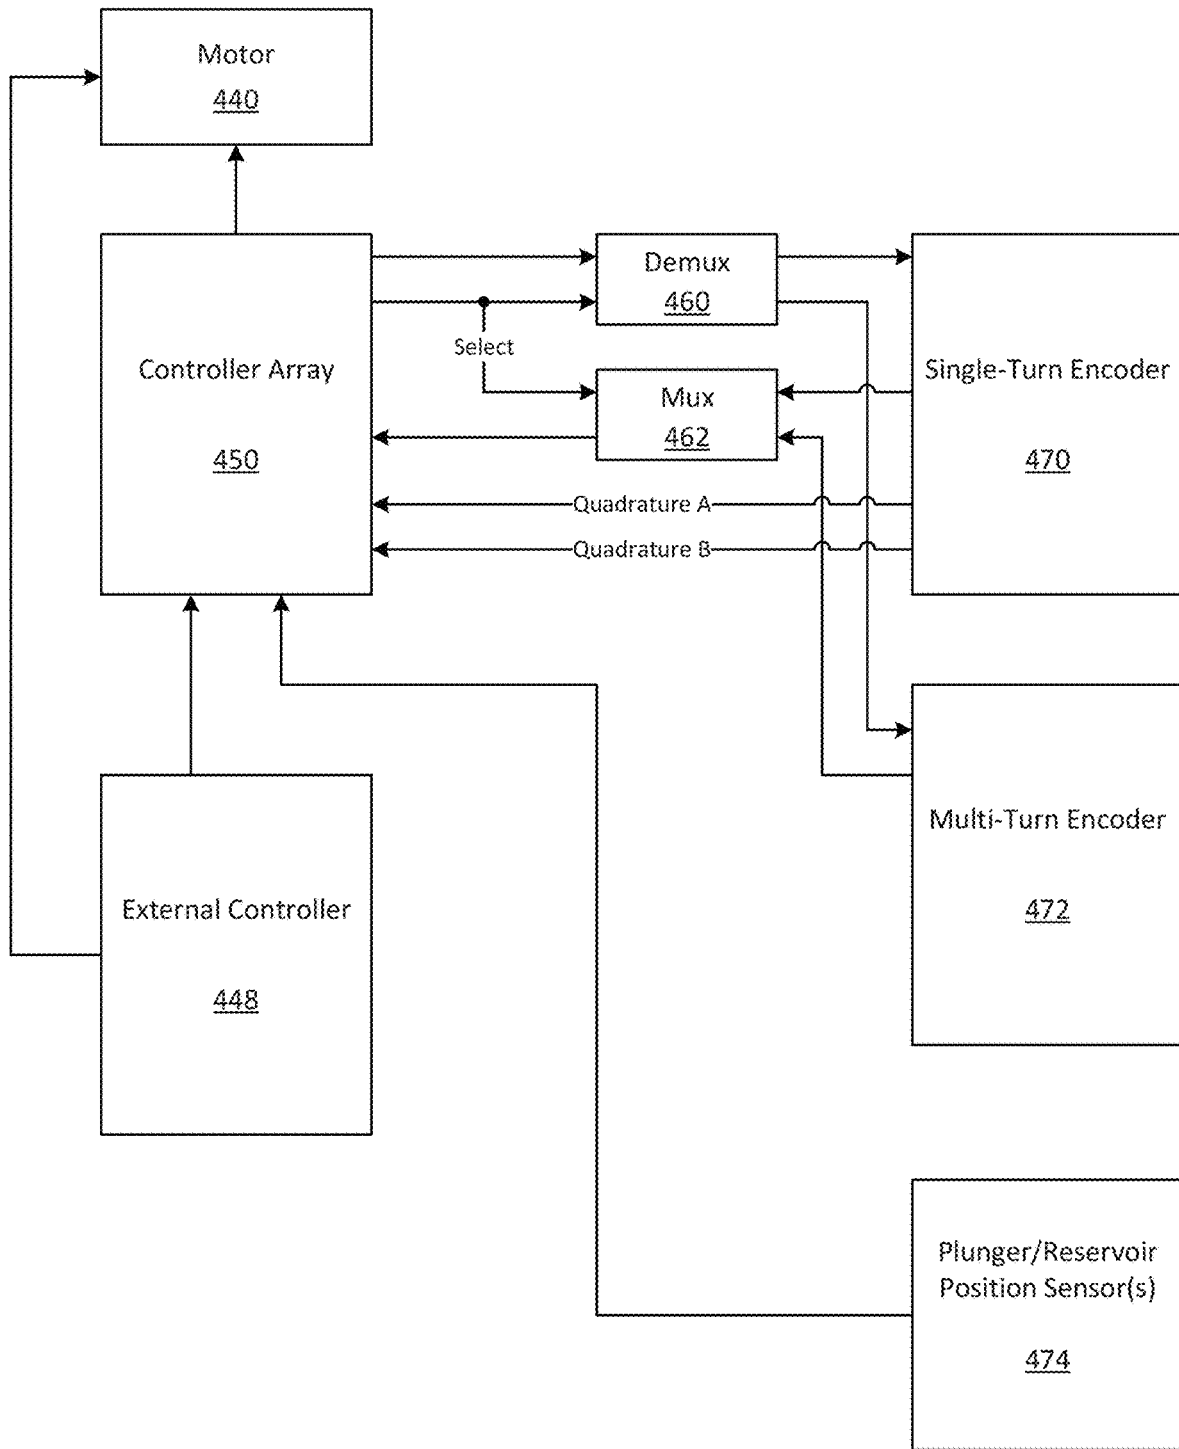 Motor
440
Demux
460
Select
Controller Array
450
Mux
462
Single-Turn Encoder
470
Quadrature A
Quadrature B
Multi-Turn Encoder
472
External Controller
448
Plunger/Reservoir
Position Sensor(s)
474